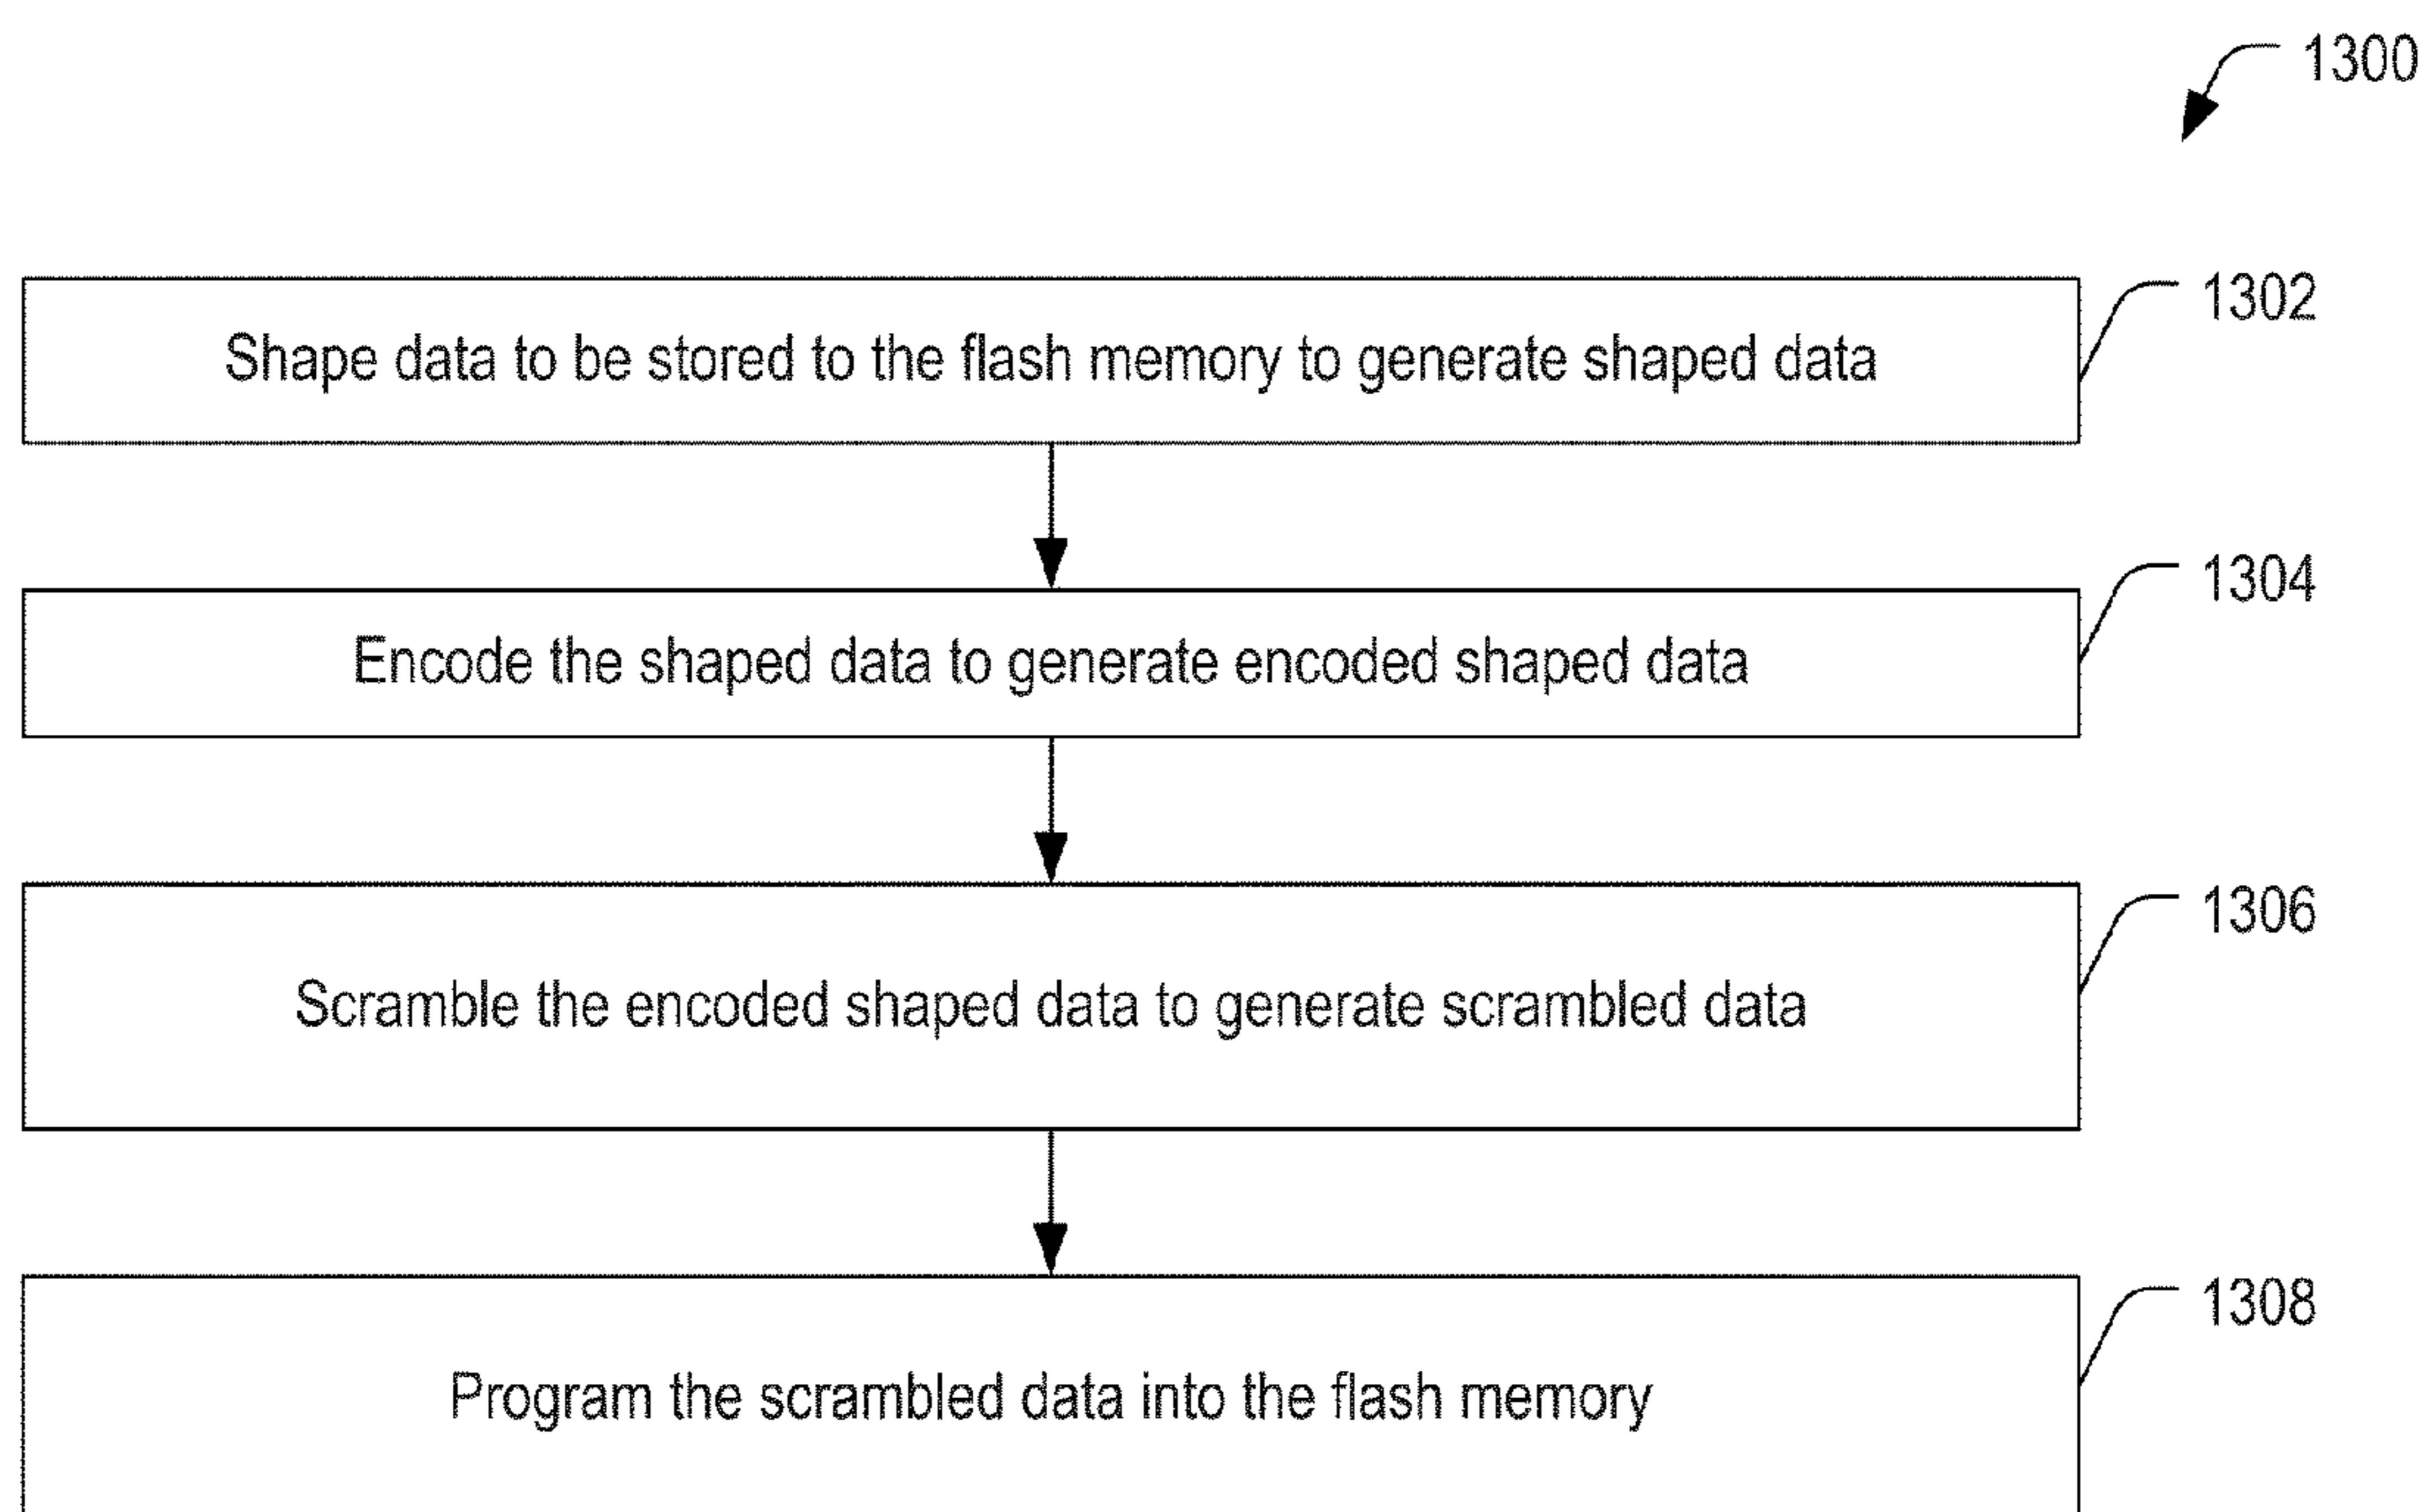 1300
Shape data to be stored to the flash memory to generate shaped data
1302
Encode the shaped data to generate encoded shaped data
1304
Scramble the encoded shaped data to generate scrambled data
1306
Program the scrambled data into the flash memory
1308